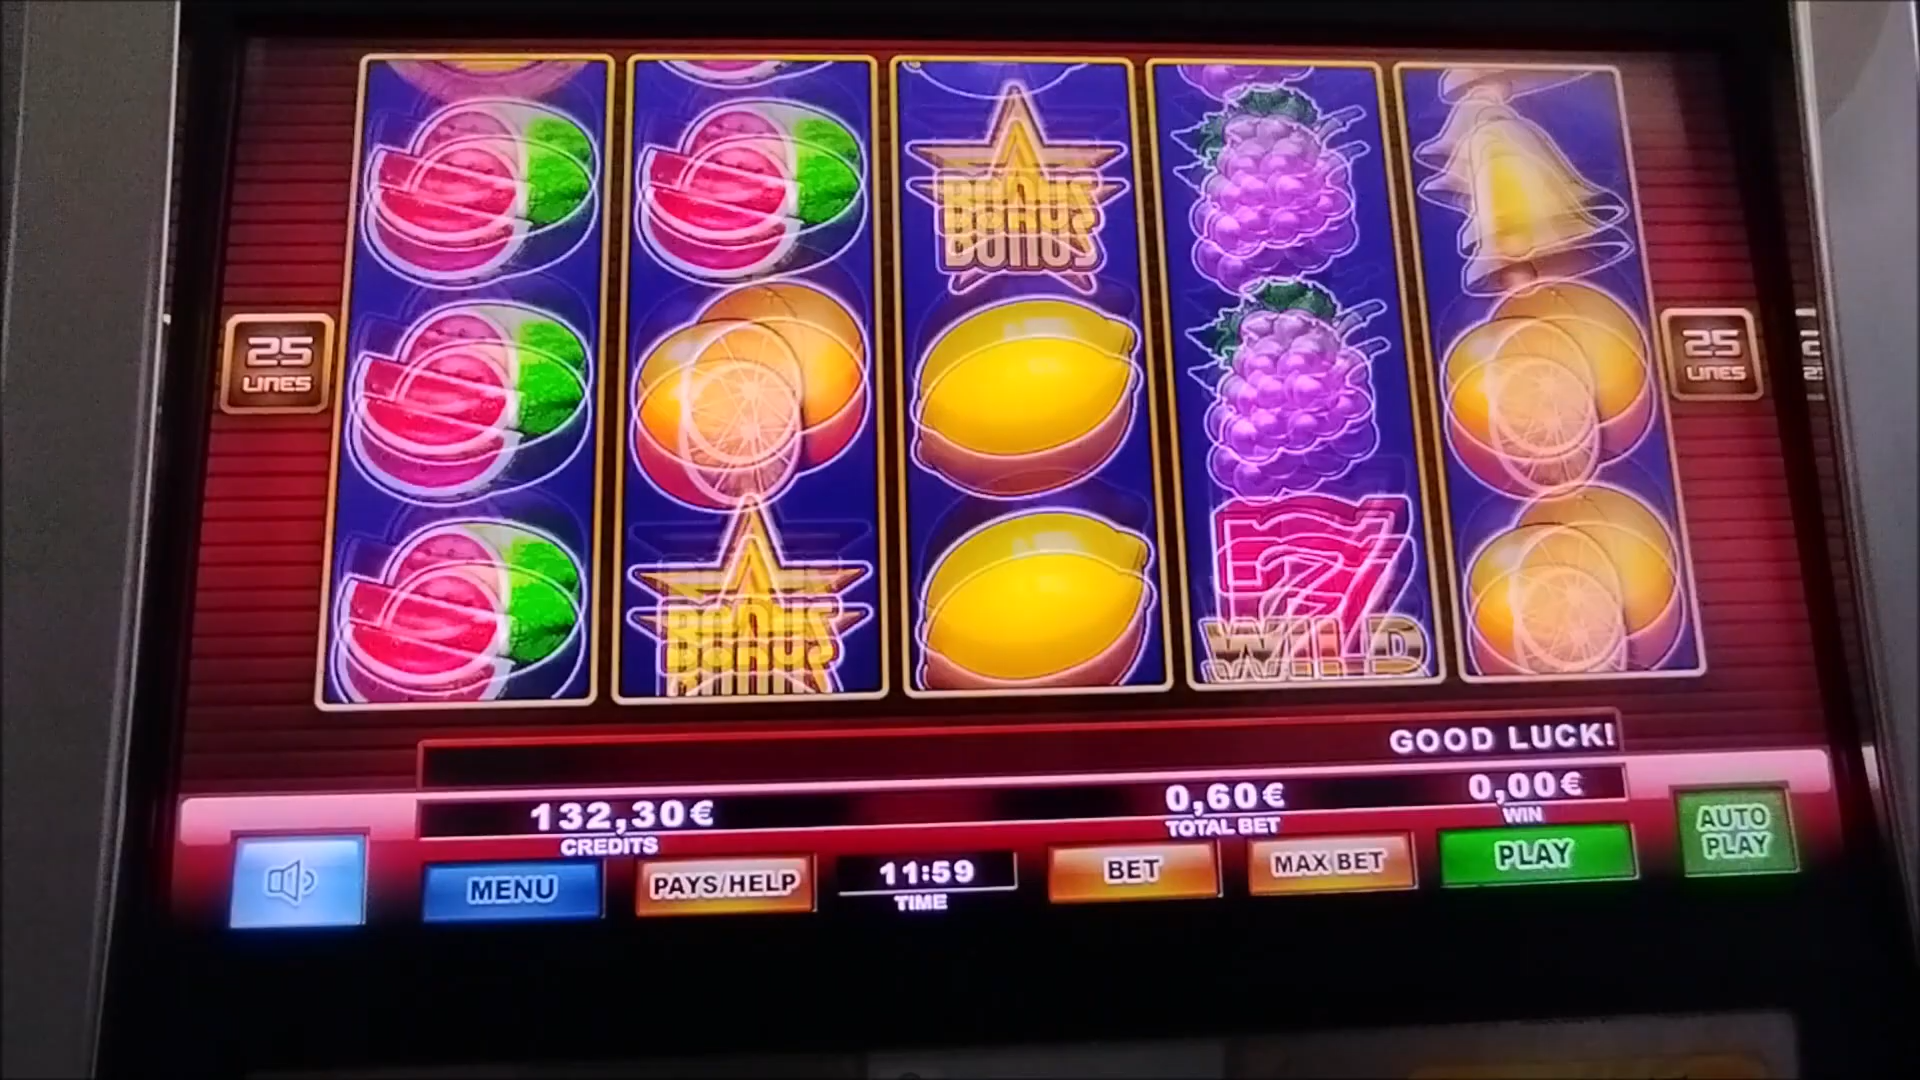 BONUS
25
LINES
25
LINES
BONUS
WILD
GOOD LUCK!
132,30€
CREDITS
0,60€
TOTAL BET
0,00€
WIN
AUTO
PLAY
MENU
PAYS/HELP
11:59
TIME
BET
MAX BET
PLAY